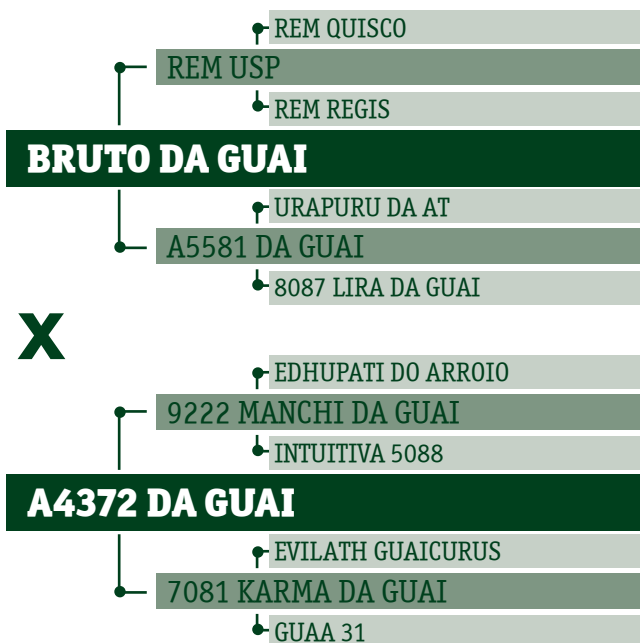 REM QUISCO
REM USP
REM REGIS
BRUTO DA GUAI
URAPURU DA AT
A5581 DA GUAI
8087 LIRA DA GUAI
X
EDHUPATI DO ARROIO
9222 MANCHI DA GUAI
INTUITIVA 5088
A4372 DA GUAI
EVILATH GUAICURUS
7081 KARMA DA GUAI
GUAA 31